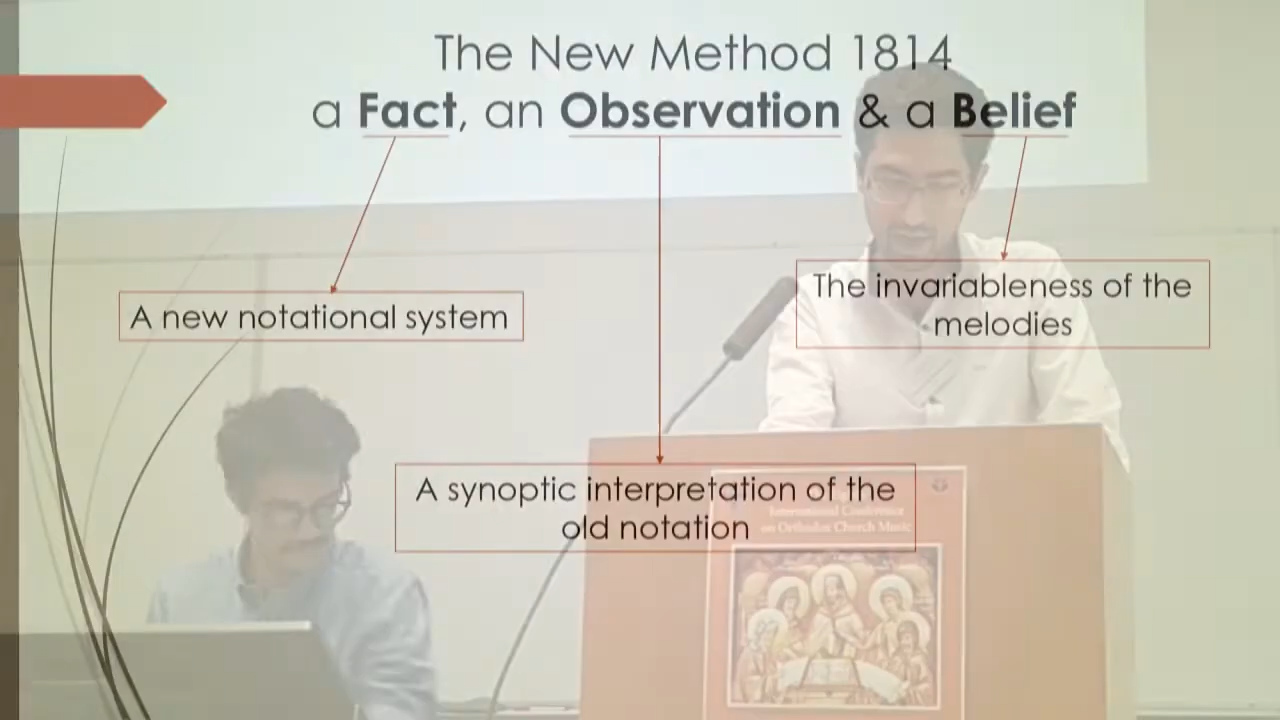 The New Method 1814
a Fact, an Observation & a Belief
The invariableness of the
melodies
A new notational system
A synoptic interpretation of the
old notation
International Conference
on Orthodox Church Music